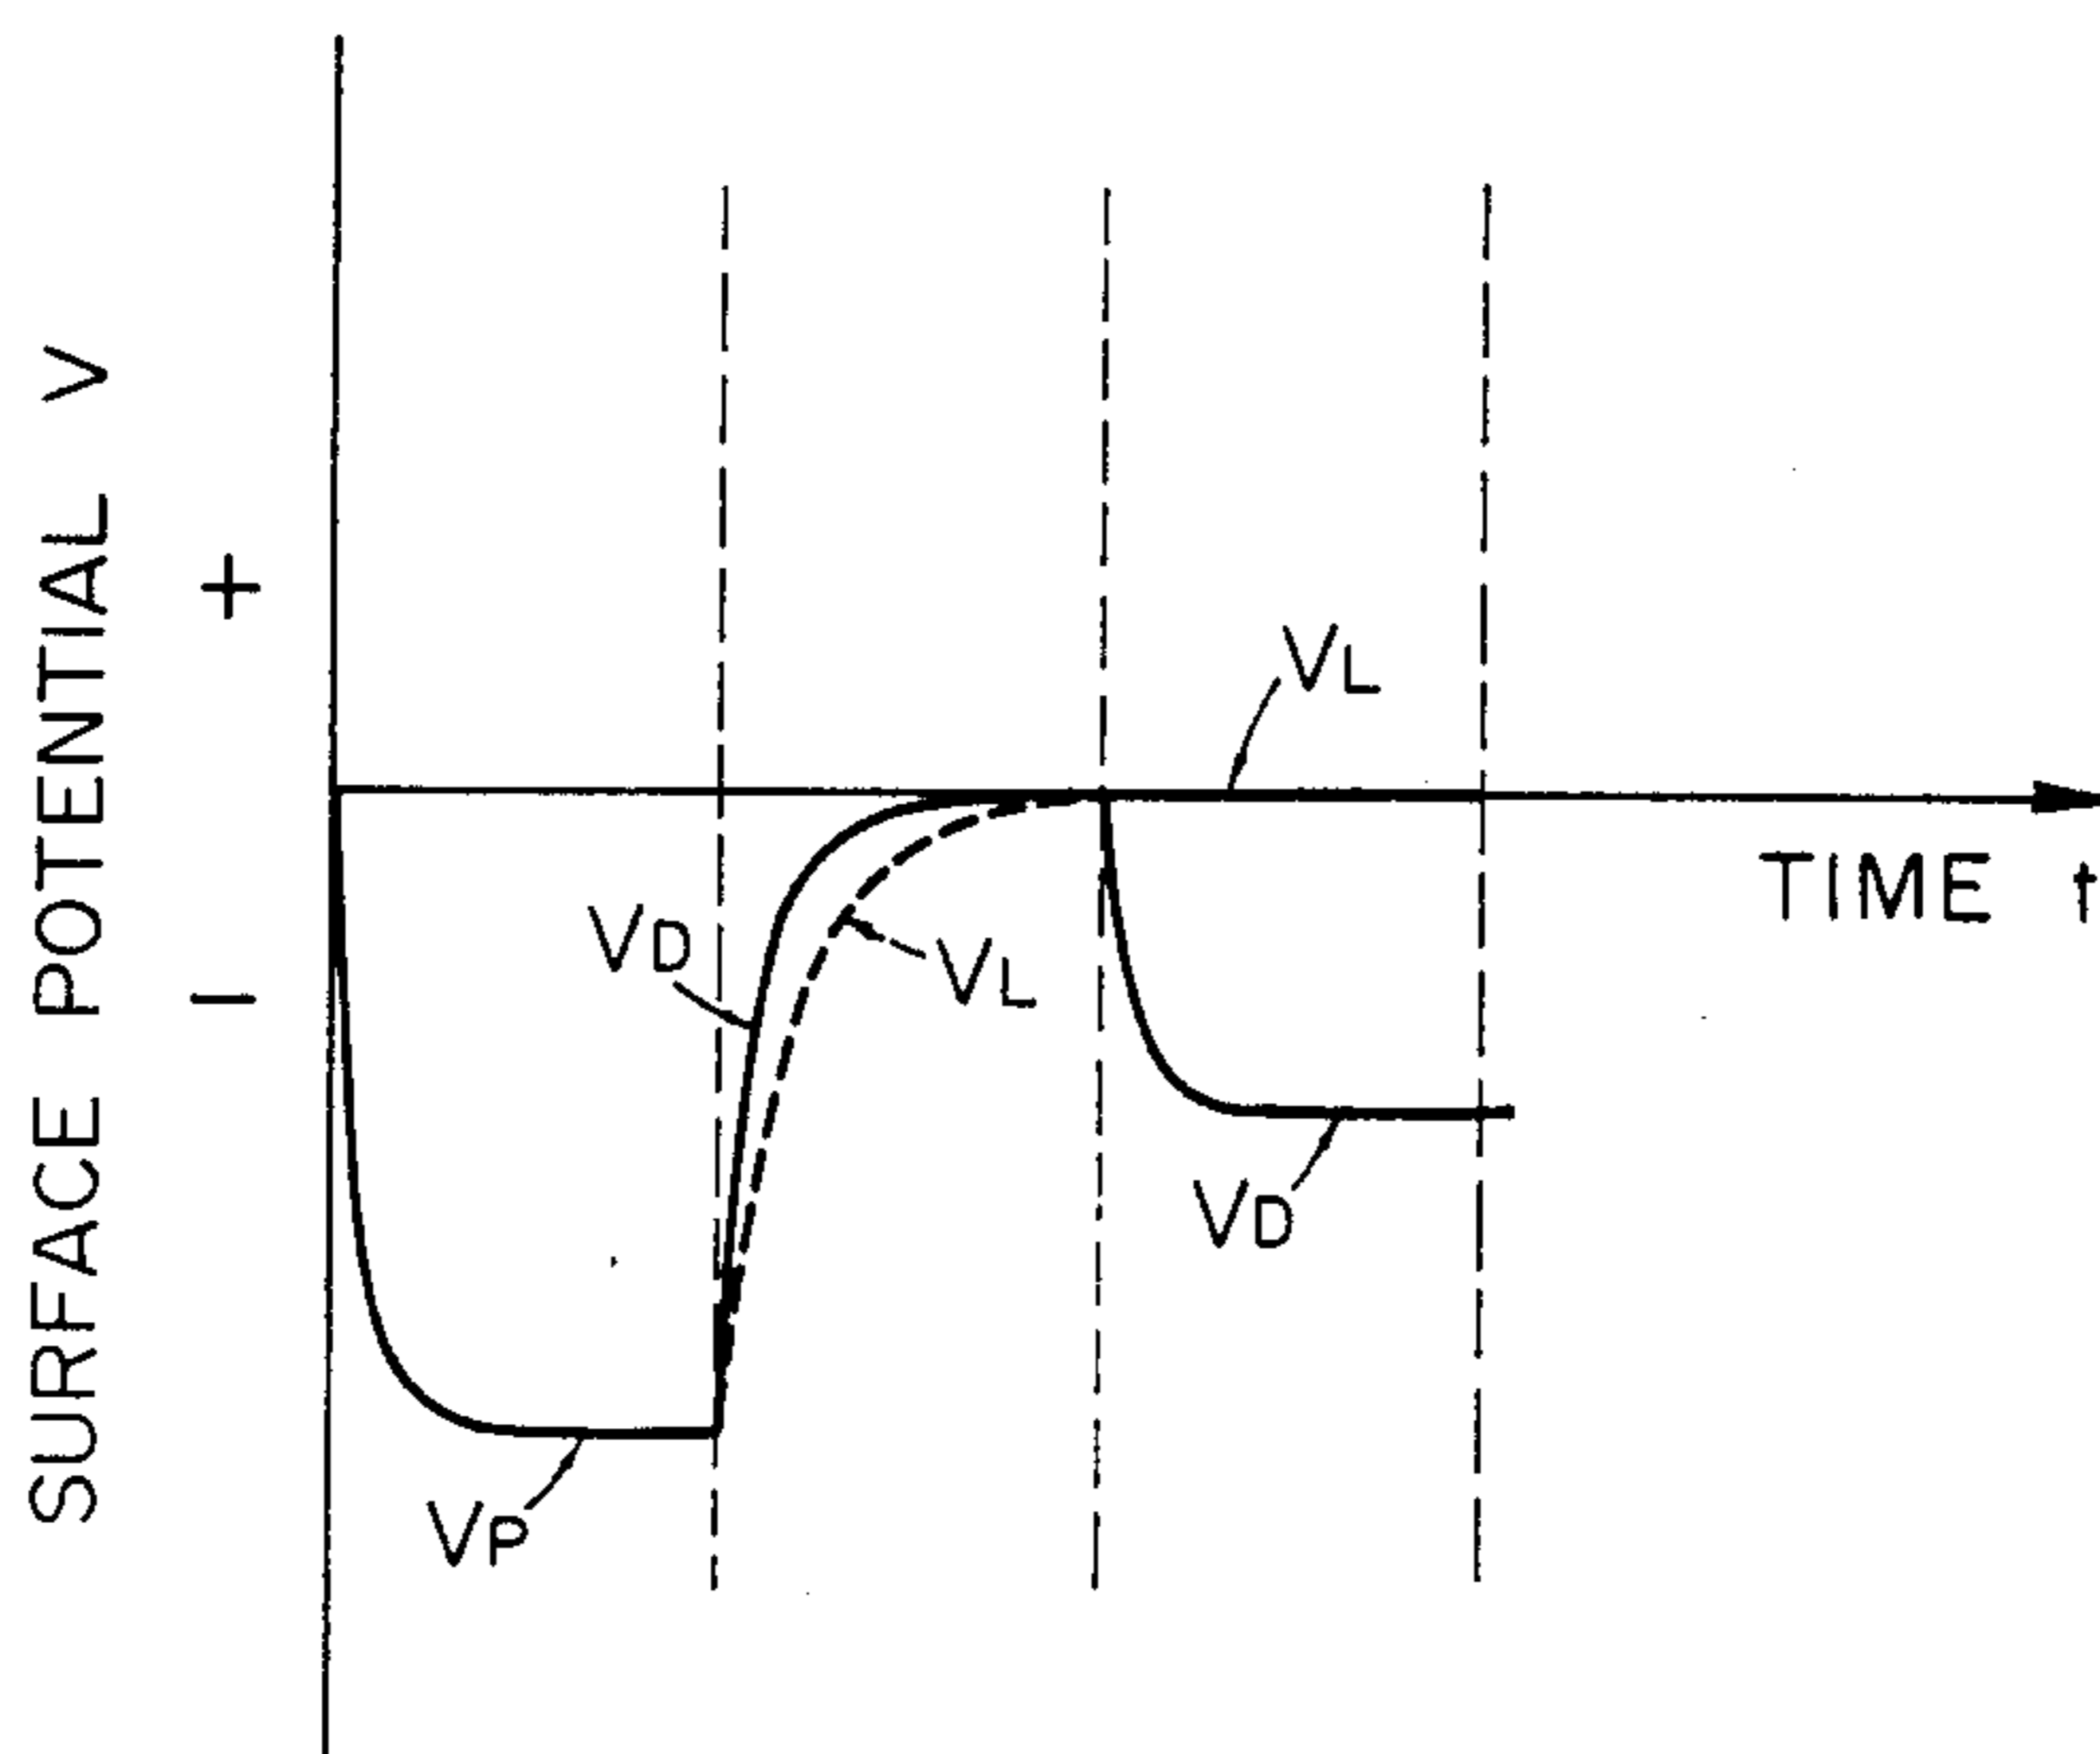 SURFACE POTENTIAL V
+
−
VL
VD
VL
TIME t
VD
VP